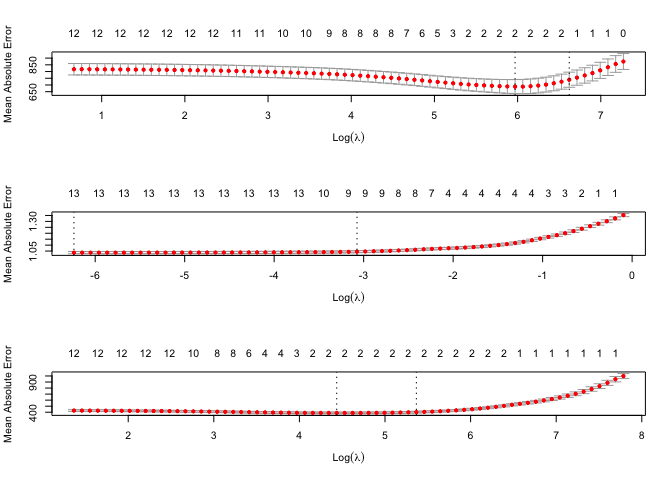 12 12 12 12 12 12 11 11 10 10 9 8 8 8 7 6 5 3 2 2 2 2 2 2 2 1 1 1 0
Mean Absolute Error
650 850
1 2 3 4 5 6 7
Log(λ)
13 13 13 13 13 13 13 13 13 13 10 9 9 9 8 8 7 4 4 4 4 4 4 3 3 2 1 1
Mean Absolute Error
1.05 1.30
-6 -5 -4 -3 -2 -1 0
Log(λ)
12 12 12 12 12 10 8 8 6 4 4 3 2 2 2 2 2 2 2 2 2 2 2 2 2 1 1 1 1 1 1 1
Mean Absolute Error
400 900
2 3 4 5 6 7 8
Log(λ)